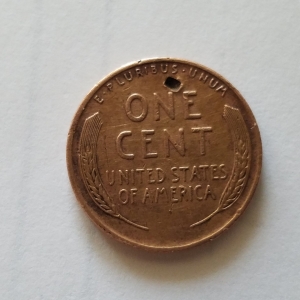 E·PLURIBUS·UNUM
ONE
CENT
UNITED STATES
OF AMERICA